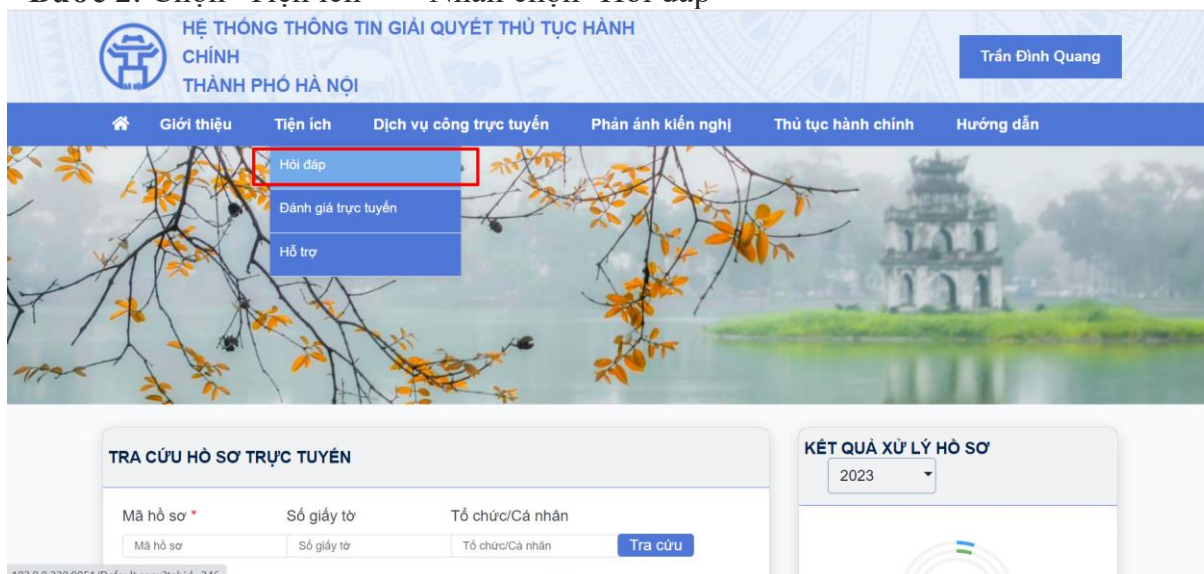 HỆ THỐNG THÔNG TIN GIẢI QUYẾT THỦ TỤC HÀNH
CHÍNH
THÀNH PHỐ HÀ NỘI
Trần Đình Quang
Giới thiệu Tiện ích Dịch vụ công trực tuyến Phản ánh kiến nghị Thủ tục hành chính Hướng dẫn
Hỏi đáp
Đánh giá trực tuyến
Hỗ trợ
TRA CỨU HỒ SƠ TRỰC TUYẾN
KẾT QUẢ XỬ LÝ HỒ SƠ
2023
Mã hồ sơ * Số giấy tờ Tổ chức/Cá nhân
Mã hồ sơ Số giấy tờ Tổ chức/Cá nhân Tra cứu